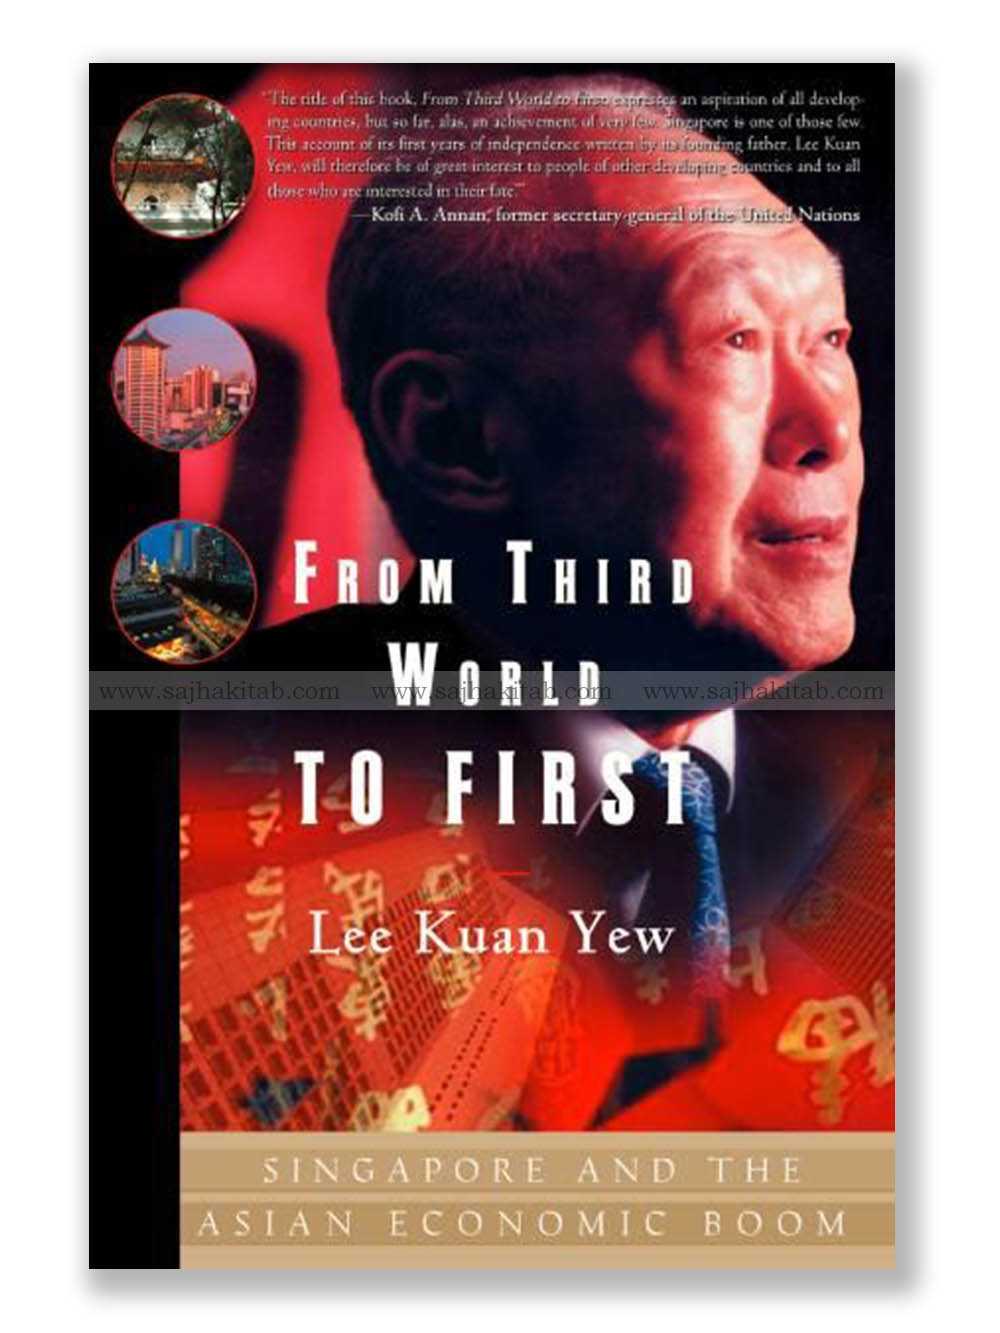 "The title of this book, From Third World to First expresses an aspiration of all develop-
ing countries, but so far, alas, an achievement of very few. Singapore is one of those few.
This account of its first years of independence written by its founding father, Lee Kuan
Yew, will therefore be of great interest to people of other developing countries and to all
those who are interested in their fate."
—Kofi A. Annan, former secretary-general of the United Nations
FROM THIRD
WORLD
www.sajhakitab.com www.sajhakitab.com www.sajhakitab.com
TO FIRST
Lee Kuan Yew
SINGAPORE AND THE
ASIAN ECONOMIC BOOM